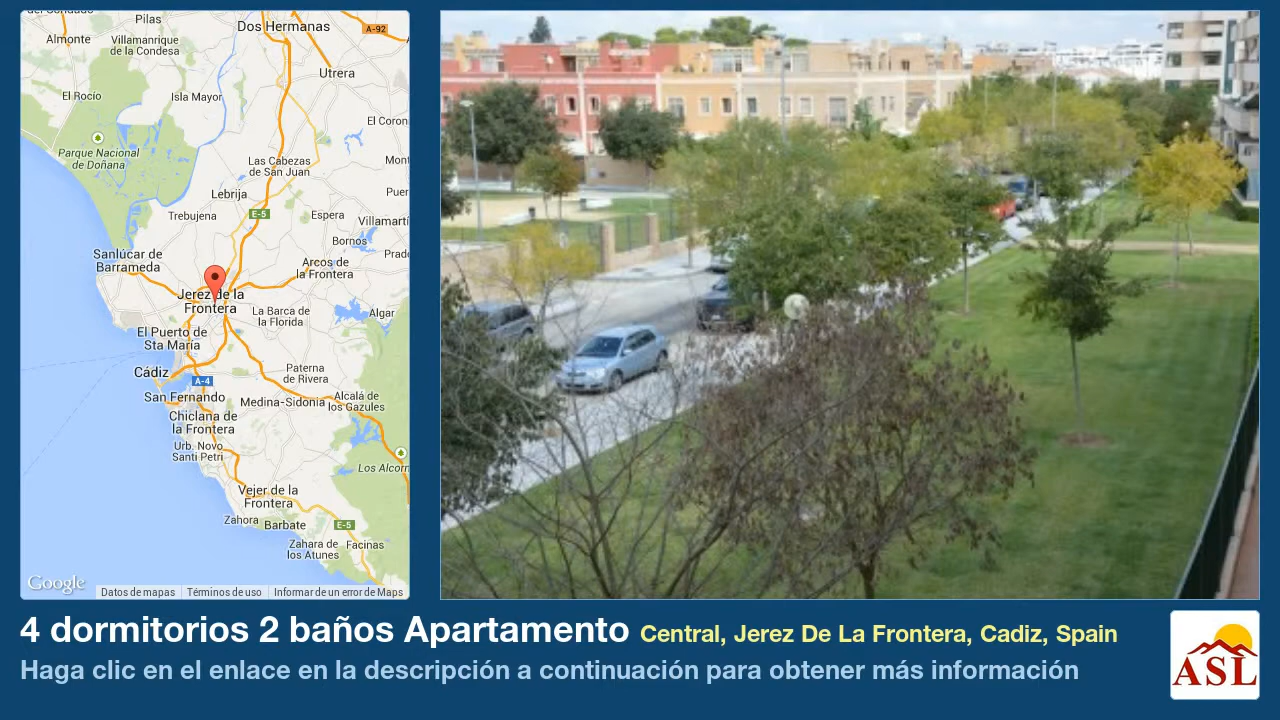 Pilas
Dos Hermanas
A-92
Almonte
Villamanrique
de la Condesa
Utrera
El Rocío
Isla Mayor
El Coron
Parque Nacional
de Doñana
Las Cabezas
de San Juan
Mont
Lebrija
Puer
Trebujena
E-5
Espera
Villamartí
Bornos
Sanlúcar de
Barrameda
Prado
Arcos de
la Frontera
Jerez de la
Frontera
La Barca de
la Florida
Algar
El Puerto de
Sta María
Cádiz
A-4
Paterna
de Rivera
San Fernando
Medina-Sidonia
Alcalá de
los Gazules
Chiclana de
la Frontera
Urb. Novo
Santi Petri
Los Alcorn
Vejer de la
Frontera
Zahora
Barbate
E-5
Zahara de
los Atunes
Facinas
Google
Datos de mapas
Términos de uso
Informar de un error de Maps
4 dormitorios 2 baños Apartamento Central, Jerez De La Frontera, Cadiz, Spain
Haga clic en el enlace en la descripción a continuación para obtener más información
ASL